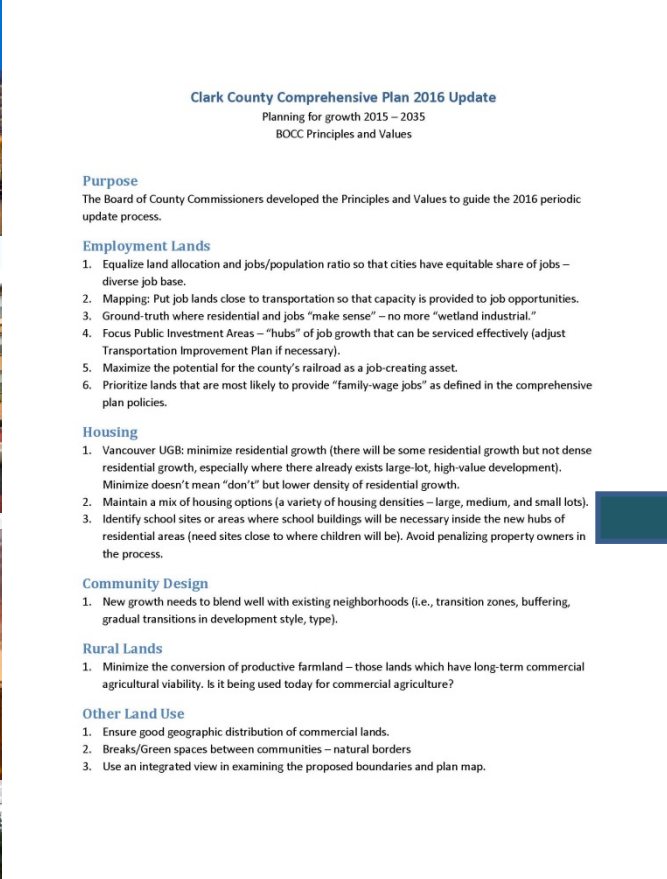 Clark County Comprehensive Plan 2016 Update
Planning for growth 2015 – 2035
BOCC Principles and Values
Purpose
The Board of County Commissioners developed the Principles and Values to guide the 2016 periodic
update process.
Employment Lands
1. Equalize land allocation and jobs/population ratio so that cities have equitable share of jobs –
diverse job base.
2. Mapping: Put job lands close to transportation so that capacity is provided to job opportunities.
3. Ground-truth where residential and jobs “make sense” – no more “wetland industrial.”
4. Focus Public Investment Areas – “hubs” of job growth that can be serviced effectively (adjust
Transportation Improvement Plan if necessary).
5. Maximize the potential for the county’s railroad as a job-creating asset.
6. Prioritize lands that are most likely to provide “family-wage jobs” as defined in the comprehensive
plan policies.
Housing
1. Vancouver UGB: minimize residential growth (there will be some residential growth but not dense
residential growth, especially where there already exists large-lot, high-value development).
Minimize doesn’t mean “don’t” but lower density of residential growth.
2. Maintain a mix of housing options (a variety of housing densities – large, medium, and small lots).
3. Identify school sites or areas where school buildings will be necessary inside the new hubs of
residential areas (need sites close to where children will be). Avoid penalizing property owners in
the process.
Community Design
1. New growth needs to blend well with existing neighborhoods (i.e., transition zones, buffering,
gradual transitions in development style, type).
Rural Lands
1. Minimize the conversion of productive farmland – those lands which have long-term commercial
agricultural viability. Is it being used today for commercial agriculture?
Other Land Use
1. Ensure good geographic distribution of commercial lands.
2. Breaks/Green spaces between communities – natural borders
3. Use an integrated view in examining the proposed boundaries and plan map.